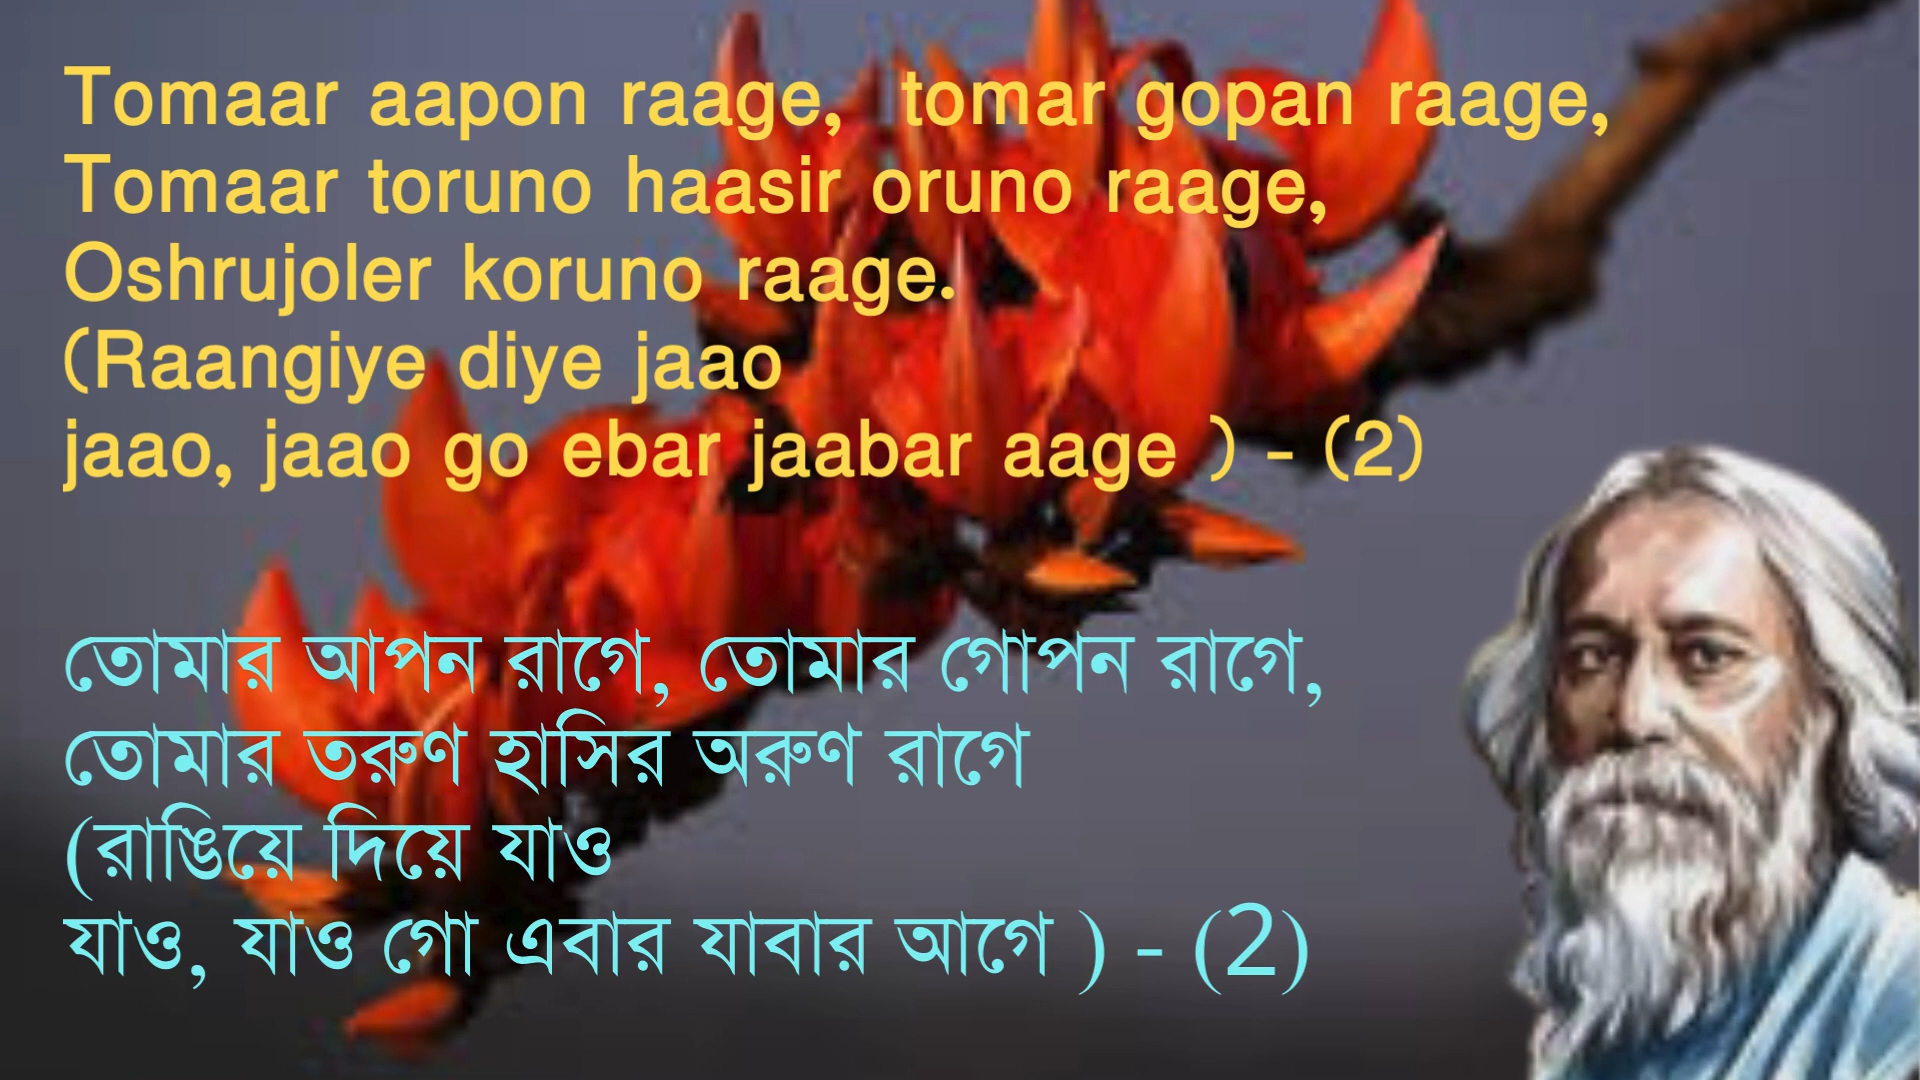 Tomaar aapon raage, tomar gopan raage,
Tomaar toruno haasir oruno raage,
Oshrujoler koruno raage.
(Raangiye diye jaao
jaao, jaao go ebar jaabar aage ) - (2)
তোমার আপন রাগে, তোমার গোপন রাগে,
তোমার তরুণ হাসির অরুণ রাগে
(রাঙিয়ে দিয়ে যাও
যাও, যাও গো এবার যাবার আগে ) - (2)